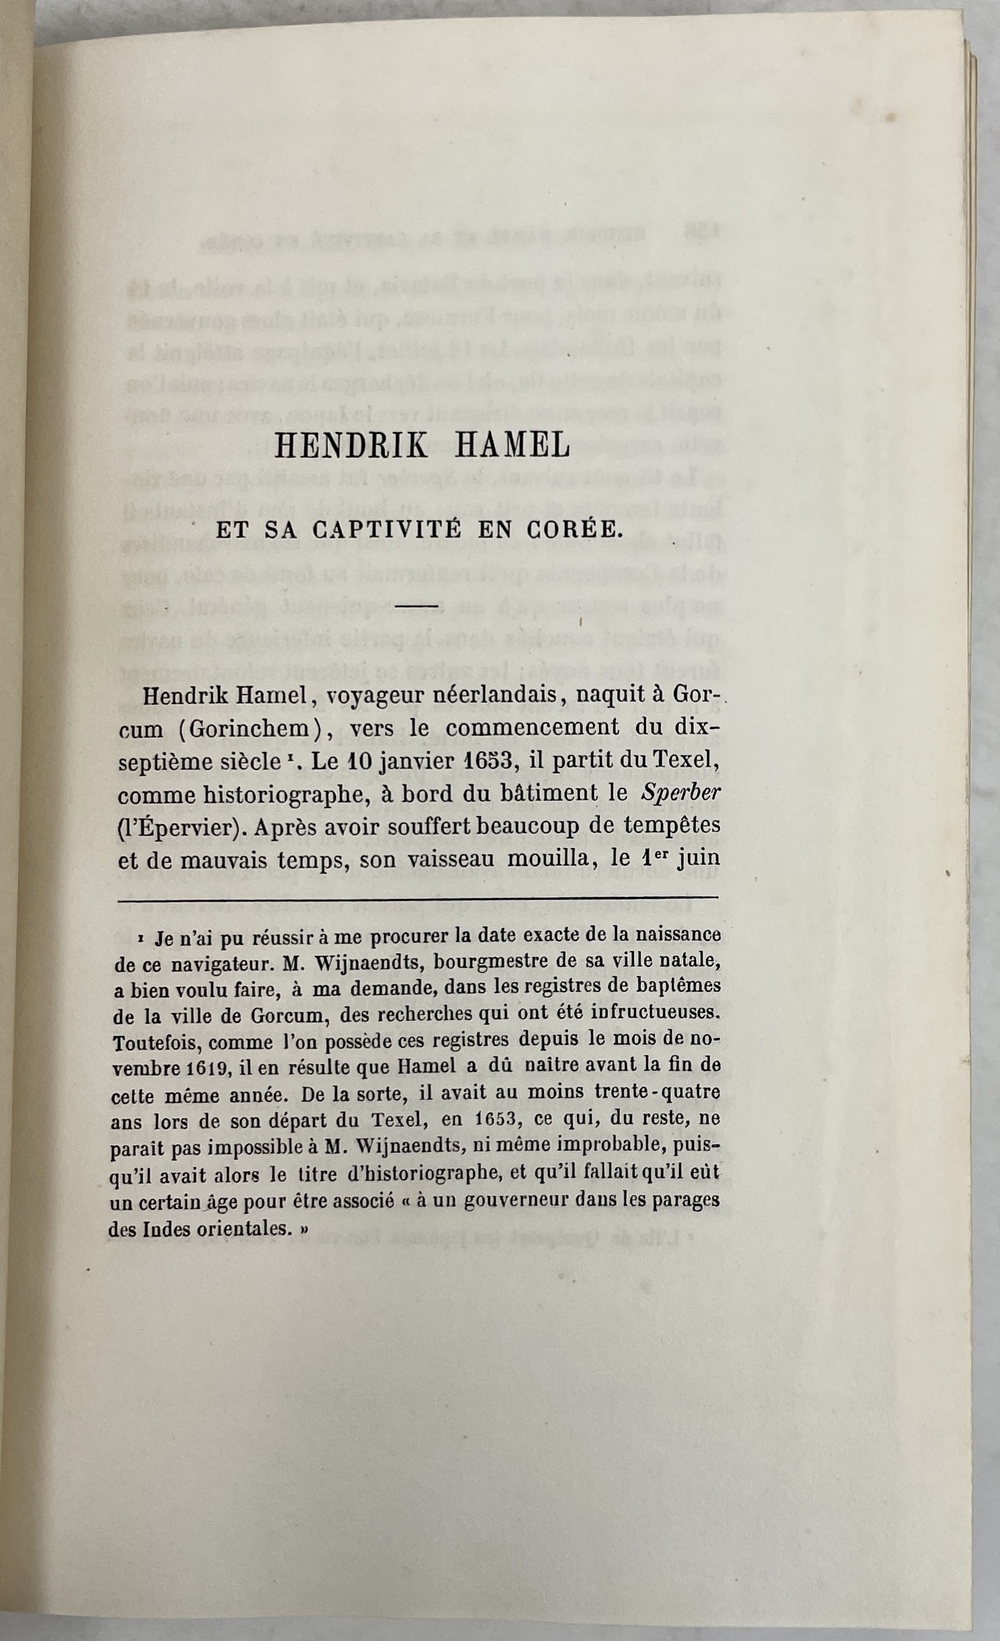 HENDRIK HAMEL
ET SA CAPTIVITÉ EN CORÉE.
Hendrik Hamel, voyageur néerlandais, naquit à Gor-
cum (Gorinchem), vers le commencement du dix-
septième siècle ¹. Le 10 janvier 1653, il partit du Texel,
comme historiographe, à bord du bâtiment le Sperber
(l'Épervier). Après avoir souffert beaucoup de tempêtes
et de mauvais temps, son vaisseau mouilla, le 1er juin
¹ Je n'ai pu réussir à me procurer la date exacte de la naissance
de ce navigateur. M. Wijnaendts, bourgmestre de sa ville natale,
a bien voulu faire, à ma demande, dans les registres de baptêmes
de la ville de Gorcum, des recherches qui ont été infructueuses.
Toutefois, comme l'on possède ces registres depuis le mois de no-
vembre 1619, il en résulte que Hamel a dû naître avant la fin de
cette même année. De la sorte, il avait au moins trente-quatre
ans lors de son départ du Texel, en 1653, ce qui, du reste, ne
paraît pas impossible à M. Wijnaendts, ni même improbable, puis-
qu'il avait alors le titre d'historiographe, et qu'il fallait qu'il eût
un certain âge pour être associé « à un gouverneur dans les parages
des Indes orientales. »